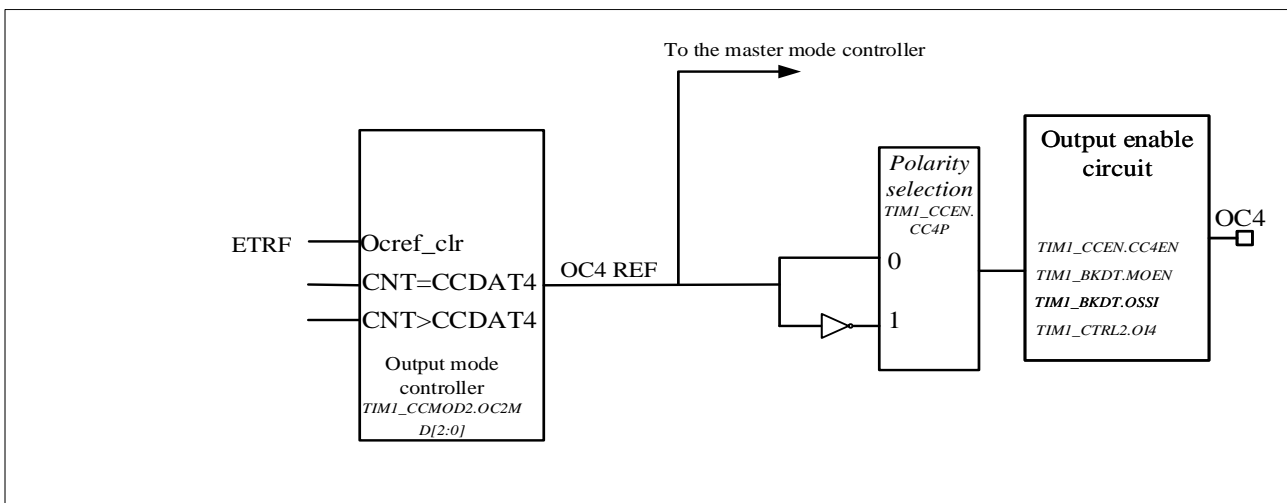 To the master mode controller
ETRF
Ocref_clr
CNT=CCDAT4
CNT>CCDAT4
Output mode
controller
TIM1_CCMOD2.OC2M
D[2:0]
OC4 REF
Polarity
selection
TIM1_CCEN.
CC4P
0
1
Output enable
circuit
TIM1_CCEN.CC4EN
TIM1_BKDT.MOEN
TIM1_BKDT.OSSI
TIM1_CTRL2.OI4
OC4